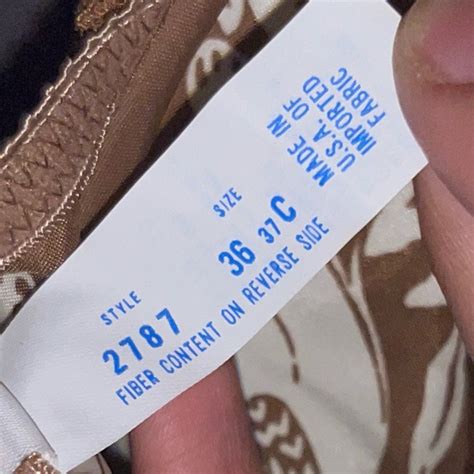 STYLE
2787
SIZE
36 37 C
MADE IN
U.S.A. OF
IMPORTED
FABRIC
FIBER CONTENT ON REVERSE SIDE